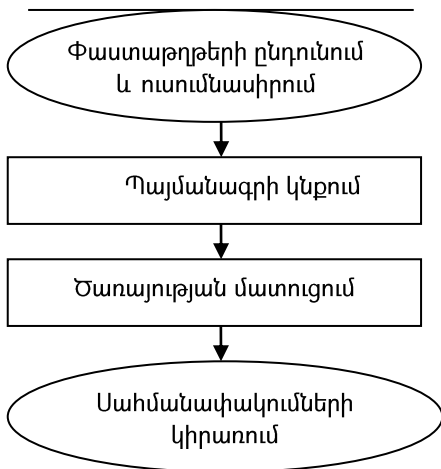 Փաստաթղթերի ընդունում
և ուսումնասիրում
Պայմանագրի կնքում
Ծառայության մատուցում
Սահմանափակումների
կիրառում